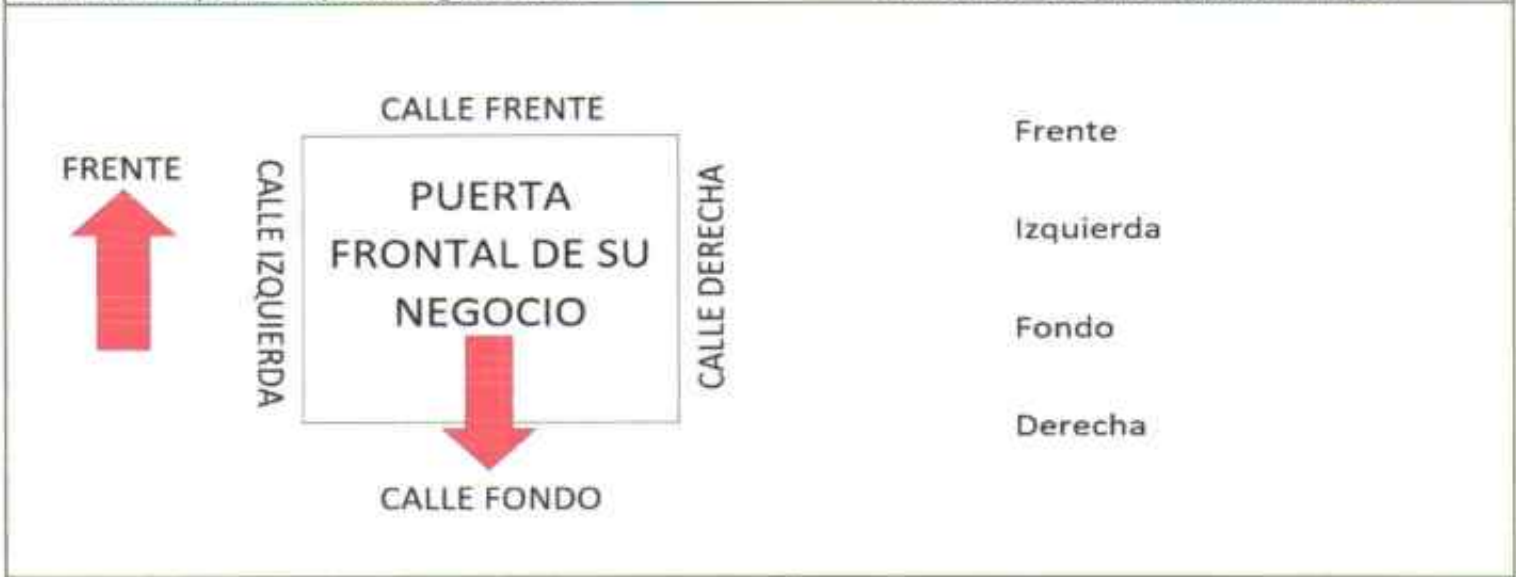 CALLE FRENTE
FRENTE
CALLE IZQUIERDA
PUERTA
FRONTAL DE SU
NEGOCIO
CALLE DERECHA
CALLE FONDO
Frente
Izquierda
Fondo
Derecha